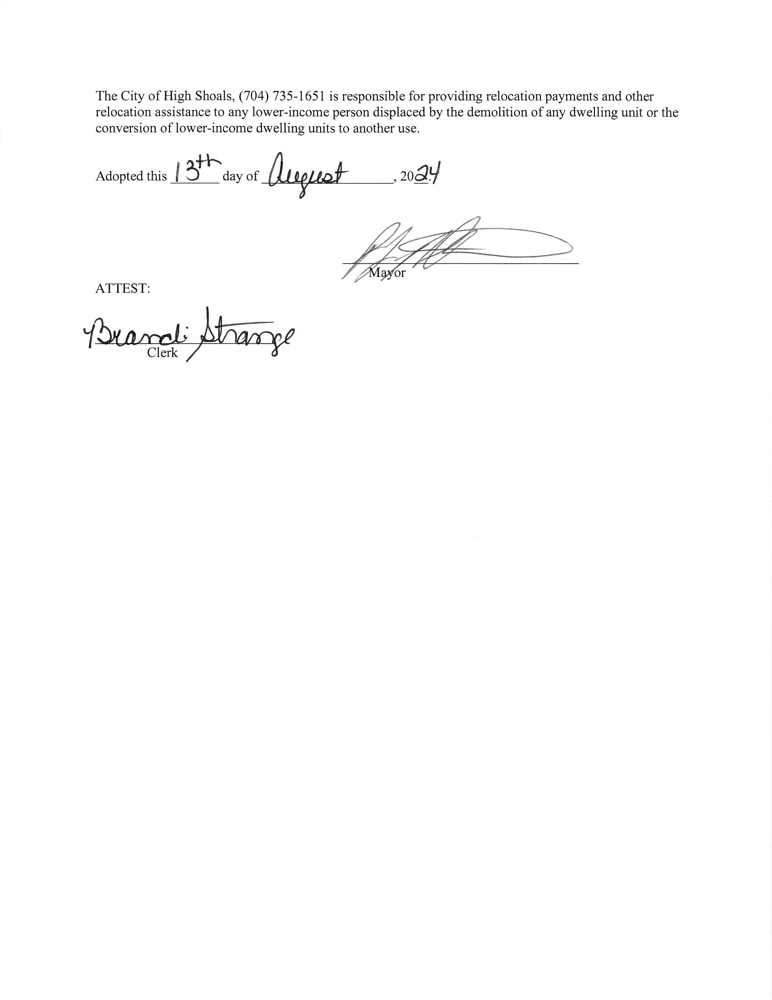 The City of High Shoals, (704) 735-1651 is responsible for providing relocation payments and other
relocation assistance to any lower-income person displaced by the demolition of any dwelling unit or the
conversion of lower-income dwelling units to another use.
Adopted this 13th day of August, 2024
Mayor
ATTEST:
Brandi Strange
Clerk